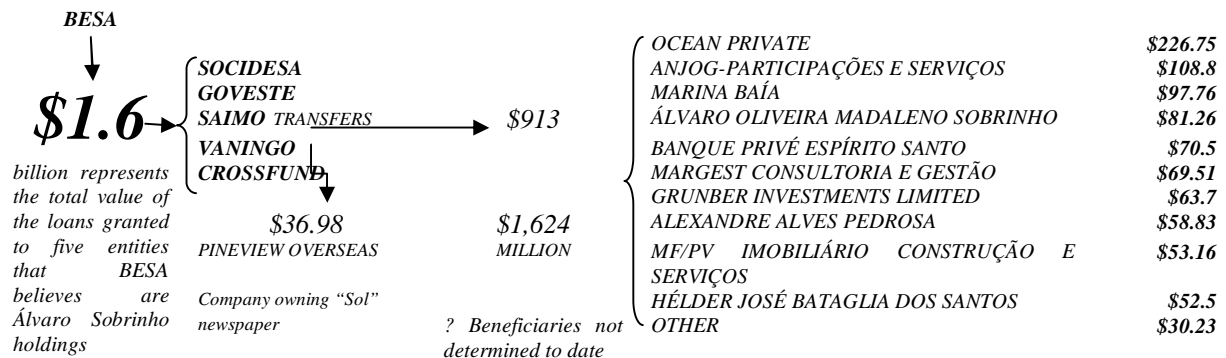 BESA
$1.6
billion represents
the total value of
the loans granted
to five entities
that BESA
believes are
Álvaro Sobrinho
holdings
SOCIDESA
GOVESTE
SAIMO TRANSFERS
VANINGO
CROSSFUND
$913
$36.98
PINEVIEW OVERSEAS
Company owning “Sol”
newspaper
$1,624
MILLION
? Beneficiaries not
determined to date
OCEAN PRIVATE $226.75
ANJOG-PARTICIPAÇÕES E SERVIÇOS $108.8
MARINA BAÍA $97.76
ÁLVARO OLIVEIRA MADALENO SOBRINHO $81.26
BANQUE PRIVÉ ESPÍRITO SANTO $70.5
MARGEST CONSULTORIA E GESTÃO $69.51
GRUNBER INVESTMENTS LIMITED $63.7
ALEXANDRE ALVES PEDROSA $58.83
MF/PV IMOBILIÁRIO CONSTRUÇÃO E $53.16
SERVIÇOS
HÉLDER JOSÉ BATAGLIA DOS SANTOS $52.5
OTHER $30.23